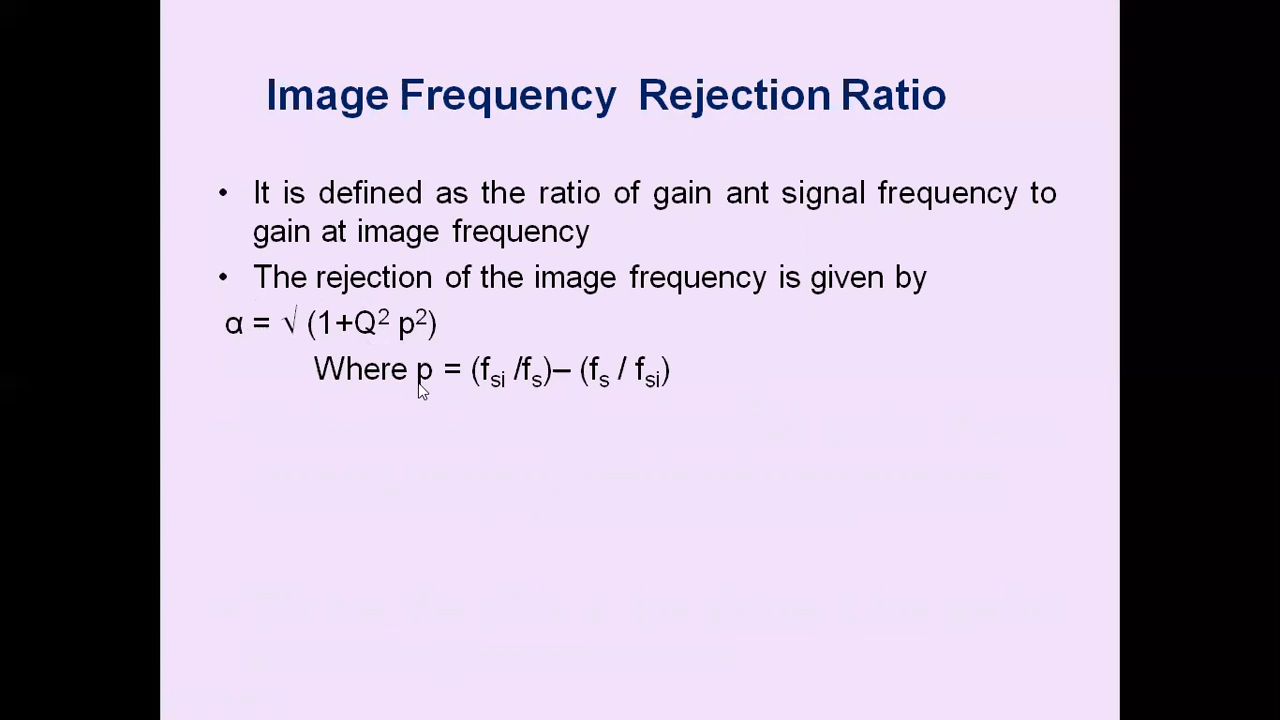 Image Frequency Rejection Ratio
• It is defined as the ratio of gain ant signal frequency to
gain at image frequency
• The rejection of the image frequency is given by
α = √ (1+Q² p²)
Where p = (fsi /fs)– (fs / fsi)